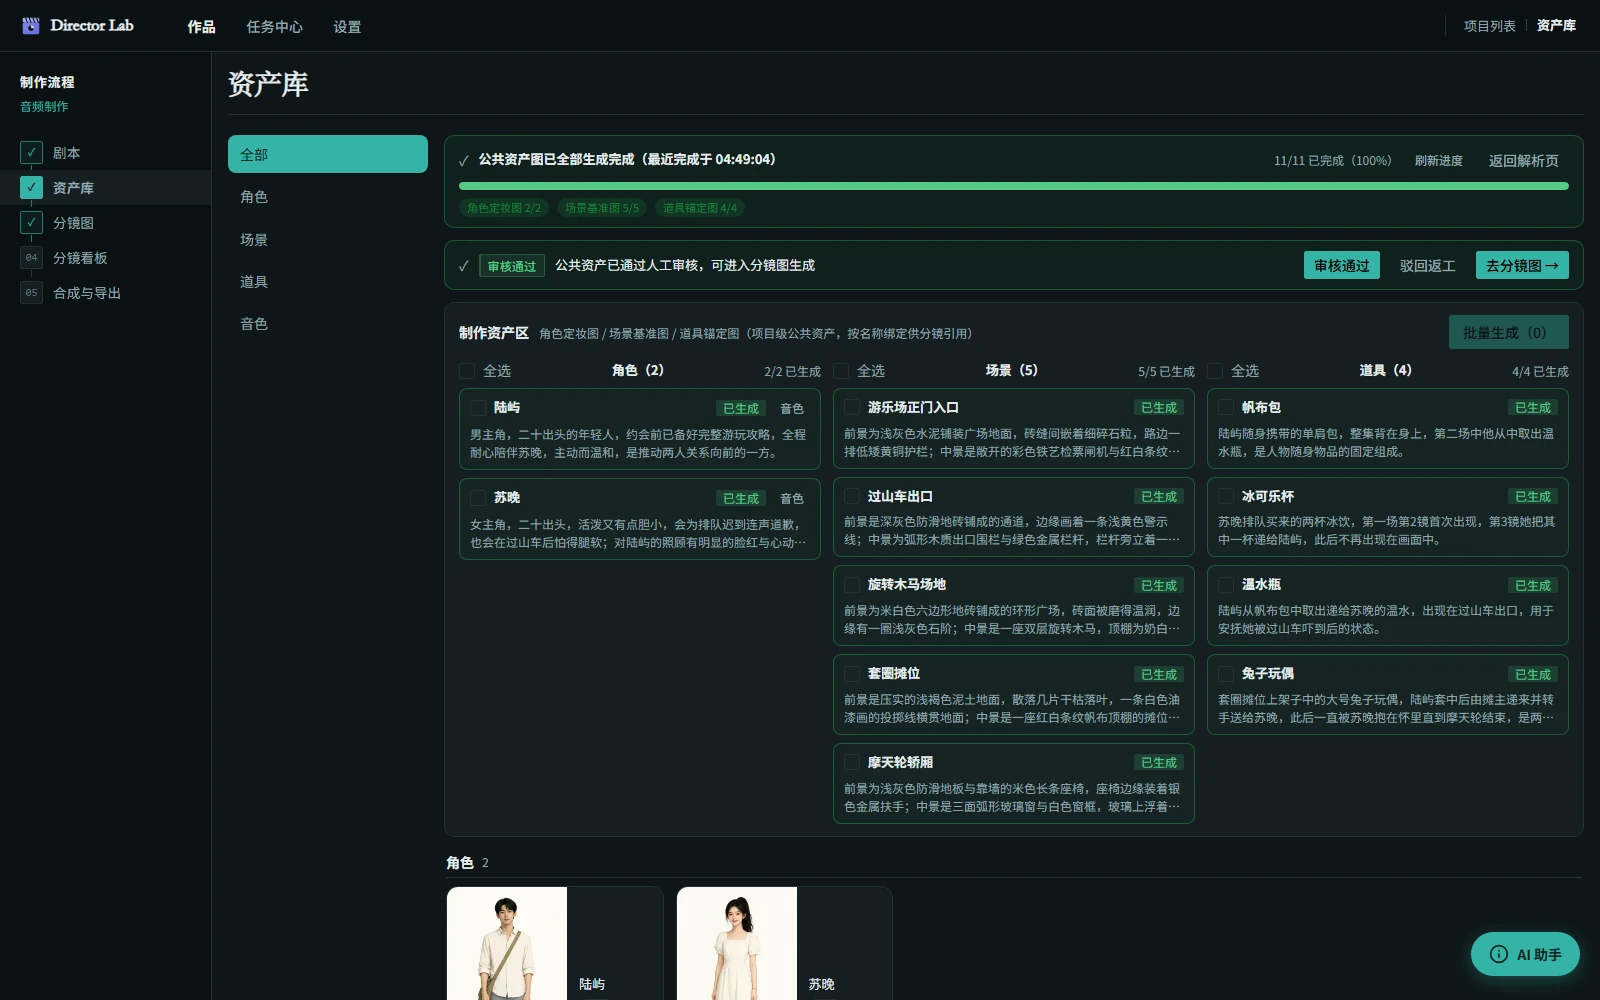 Director Lab
作品
任务中心
设置
项目列表
资产库
制作流程
音频制作
剧本
资产库
分镜图
04
分镜看板
05
合成与导出
资产库
全部
角色
场景
道具
音色
公共资产图已全部生成完成（最近完成于 04:49:04）
11/11 已完成（100%）
刷新进度
返回解析页
角色定妆图 2/2
场景基准图 5/5
道具锚定图 4/4
审核通过
公共资产已通过人工审核，可进入分镜图生成
审核通过
驳回返工
去分镜图 →
制作资产区
角色定妆图 / 场景基准图 / 道具锚定图（项目级公共资产，按名称绑定供分镜引用）
批量生成（0）
全选
角色（2）
2/2 已生成
陆屿
已生成
音色
男主角，二十出头的年轻人，约会前已备好完整游玩攻略，全程
耐心陪伴苏晚，主动而温和，是推动两人关系向前的一方。
苏晚
已生成
音色
女主角，二十出头，活泼又有点胆小，会为排队迟到连声道歉，
也会在过山车后怕得腿软；对陆屿的照顾有明显的脸红与心动…
全选
场景（5）
5/5 已生成
游乐场正门入口
已生成
前景为浅灰色水泥铺装广场地面，砖缝间嵌着细碎石粒，路边一
排低矮黄铜护栏；中景是敞开的彩色铁艺检票闸机与红白条纹…
过山车出口
已生成
前景是深灰色防滑地砖铺成的通道，边缘画着一条浅黄色警示
线；中景为弧形木质出口围栏与绿色金属栏杆，栏杆旁立着一…
旋转木马场地
已生成
前景为米白色六边形地砖铺成的环形广场，砖面被磨得温润，边
缘有一圈浅灰色石阶；中景是一座双层旋转木马，顶棚为奶白…
套圈摊位
已生成
前景是压实的浅褐色泥土地面，散落几片干枯落叶，一条白色油
漆画的投掷线横贯地面；中景是一座红白条纹帆布顶棚的摊位…
摩天轮轿厢
已生成
前景为浅灰色防滑地板与靠墙的米色长条座椅，座椅边缘装着银
色金属扶手；中景是三面弧形玻璃窗与白色窗框，玻璃上浮着…
全选
道具（4）
4/4 已生成
帆布包
已生成
陆屿随身携带的单肩包，整集背在身上，第二场中他从中取出温
水瓶，是人物随身物品的固定组成。
冰可乐杯
已生成
苏晚排队买来的两杯冰饮，第一场第2镜首次出现，第3镜她把其
中一杯递给陆屿，此后不再出现在画面中。
温水瓶
已生成
陆屿从帆布包中取出递给苏晚的温水，出现在过山车出口，用于
安抚她被过山车吓到后的状态。
兔子玩偶
已生成
套圈摊位上架子中的大号兔子玩偶，陆屿套中后由摊主递来并转
手送给苏晚，此后一直被苏晚抱在怀里直到摩天轮结束，是两…
角色 2
陆屿
苏晚
AI 助手